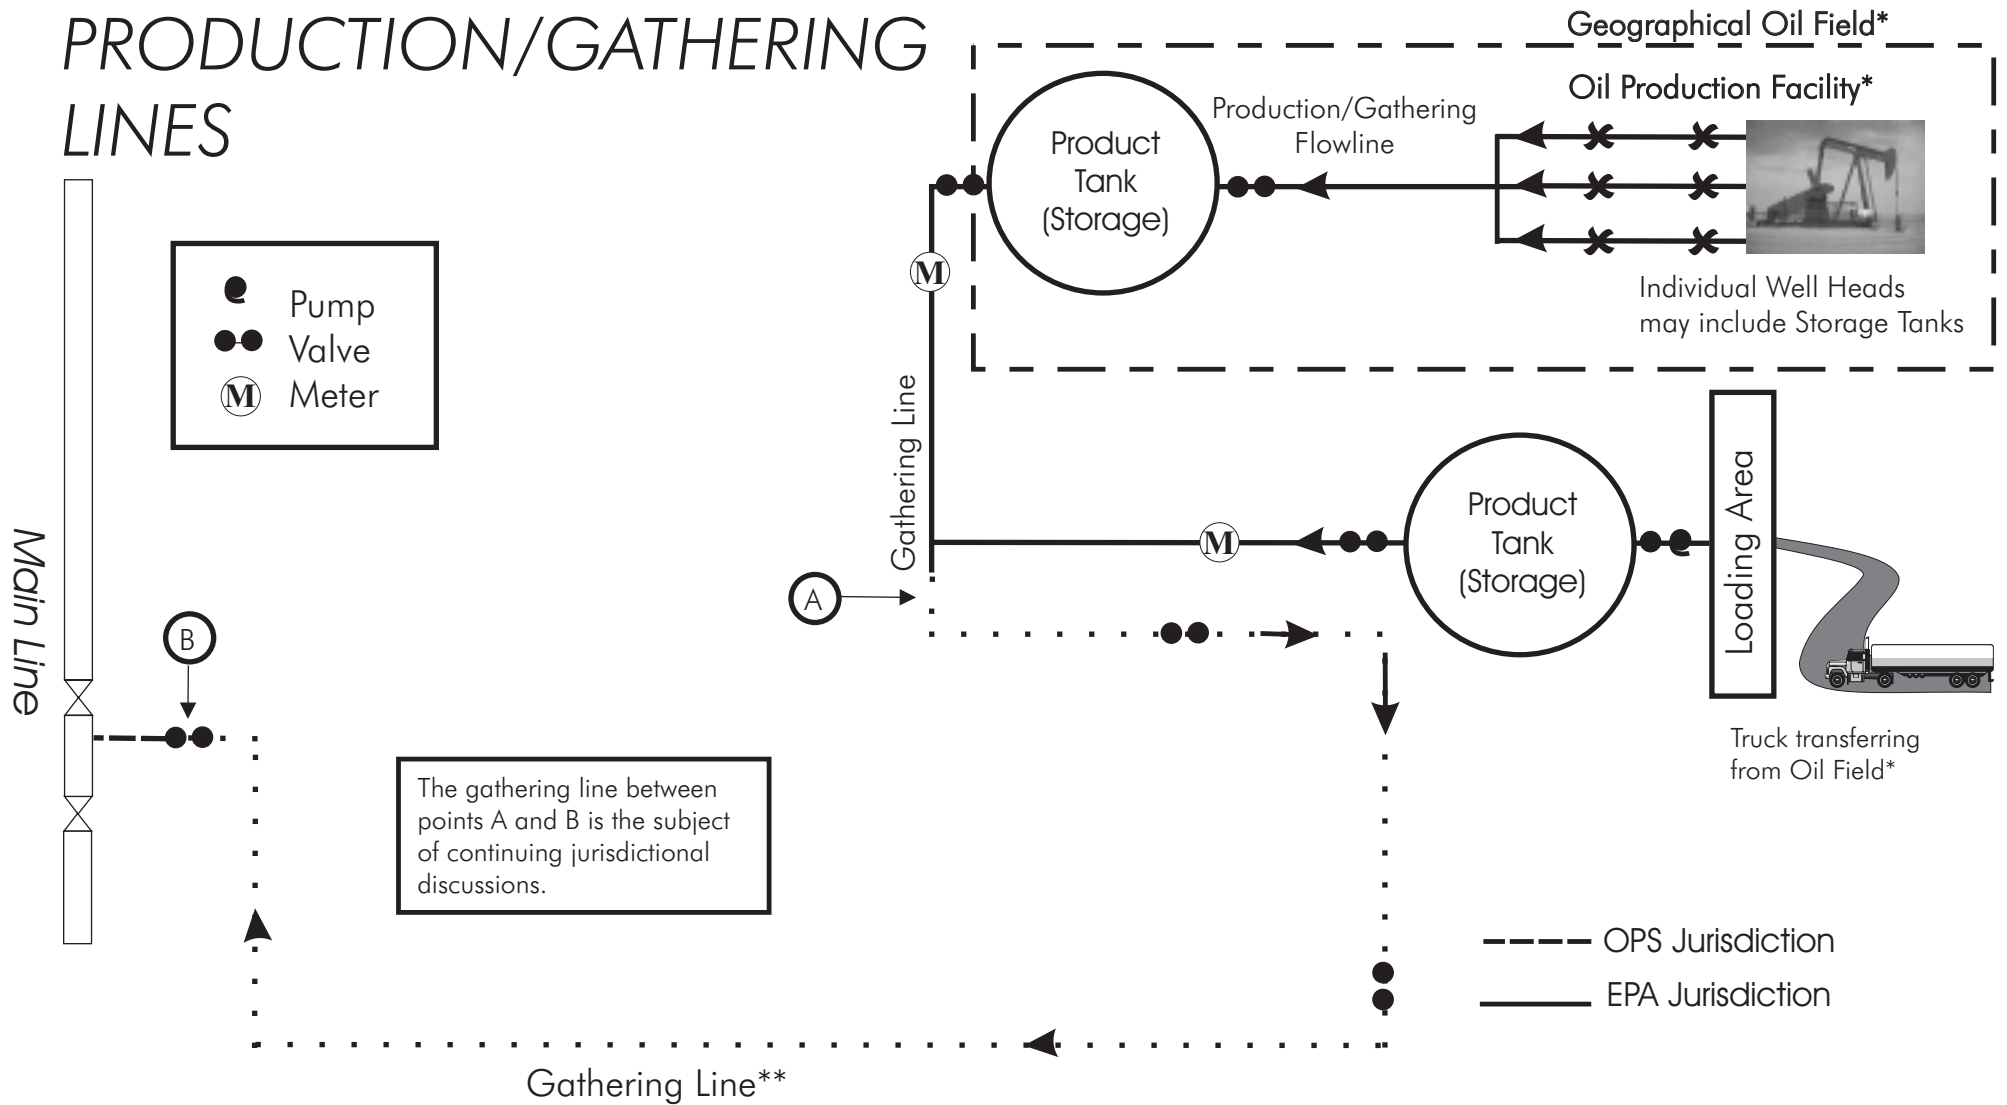 PRODUCTION/GATHERING
LINES
Geographical Oil Field*
Oil Production Facility*
Production/Gathering
Flowline
Product
Tank
(Storage)
Individual Well Heads
may include Storage Tanks
Pump
Valve
M Meter
M
Gathering Line
M
Product
Tank
(Storage)
Loading Area
A
Truck transferring
from Oil Field*
Main Line
B
The gathering line between
points A and B is the subject
of continuing jurisdictional
discussions.
OPS Jurisdiction
EPA Jurisdiction
Gathering Line**